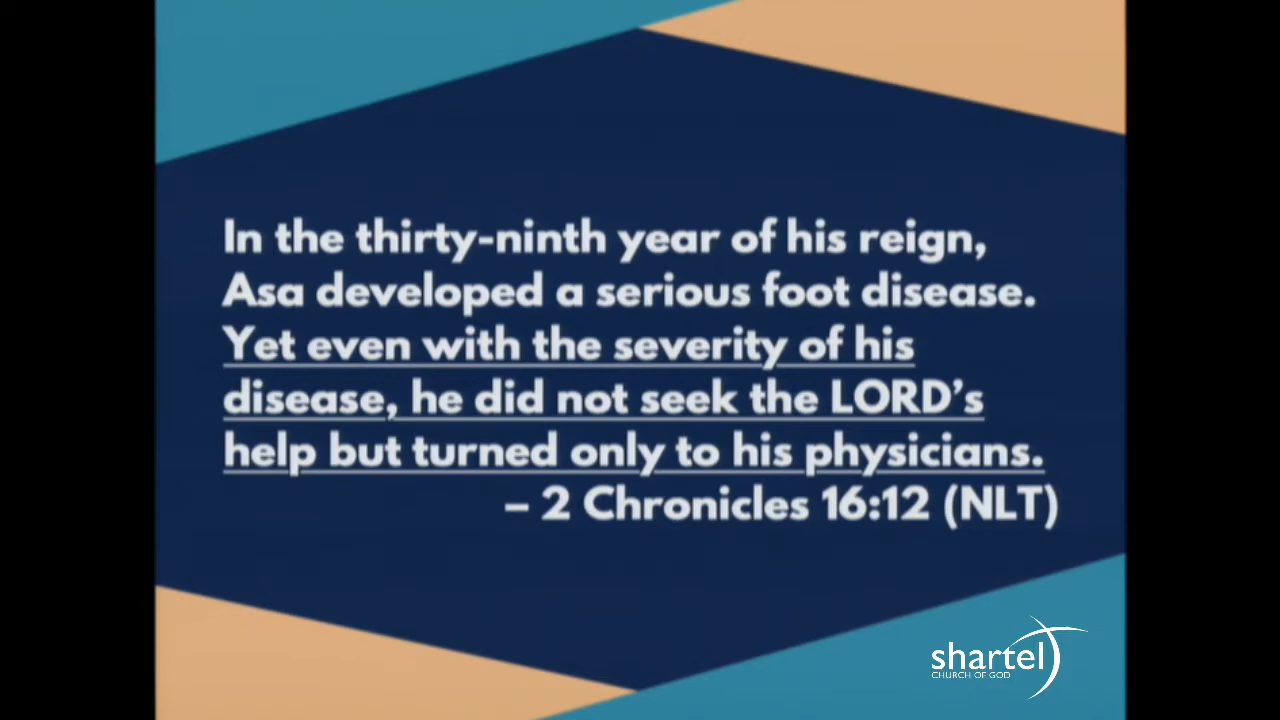 In the thirty-ninth year of his reign,
Asa developed a serious foot disease.
Yet even with the severity of his
disease, he did not seek the LORD’s
help but turned only to his physicians.
– 2 Chronicles 16:12 (NLT)
shartel
CHURCH OF GOD